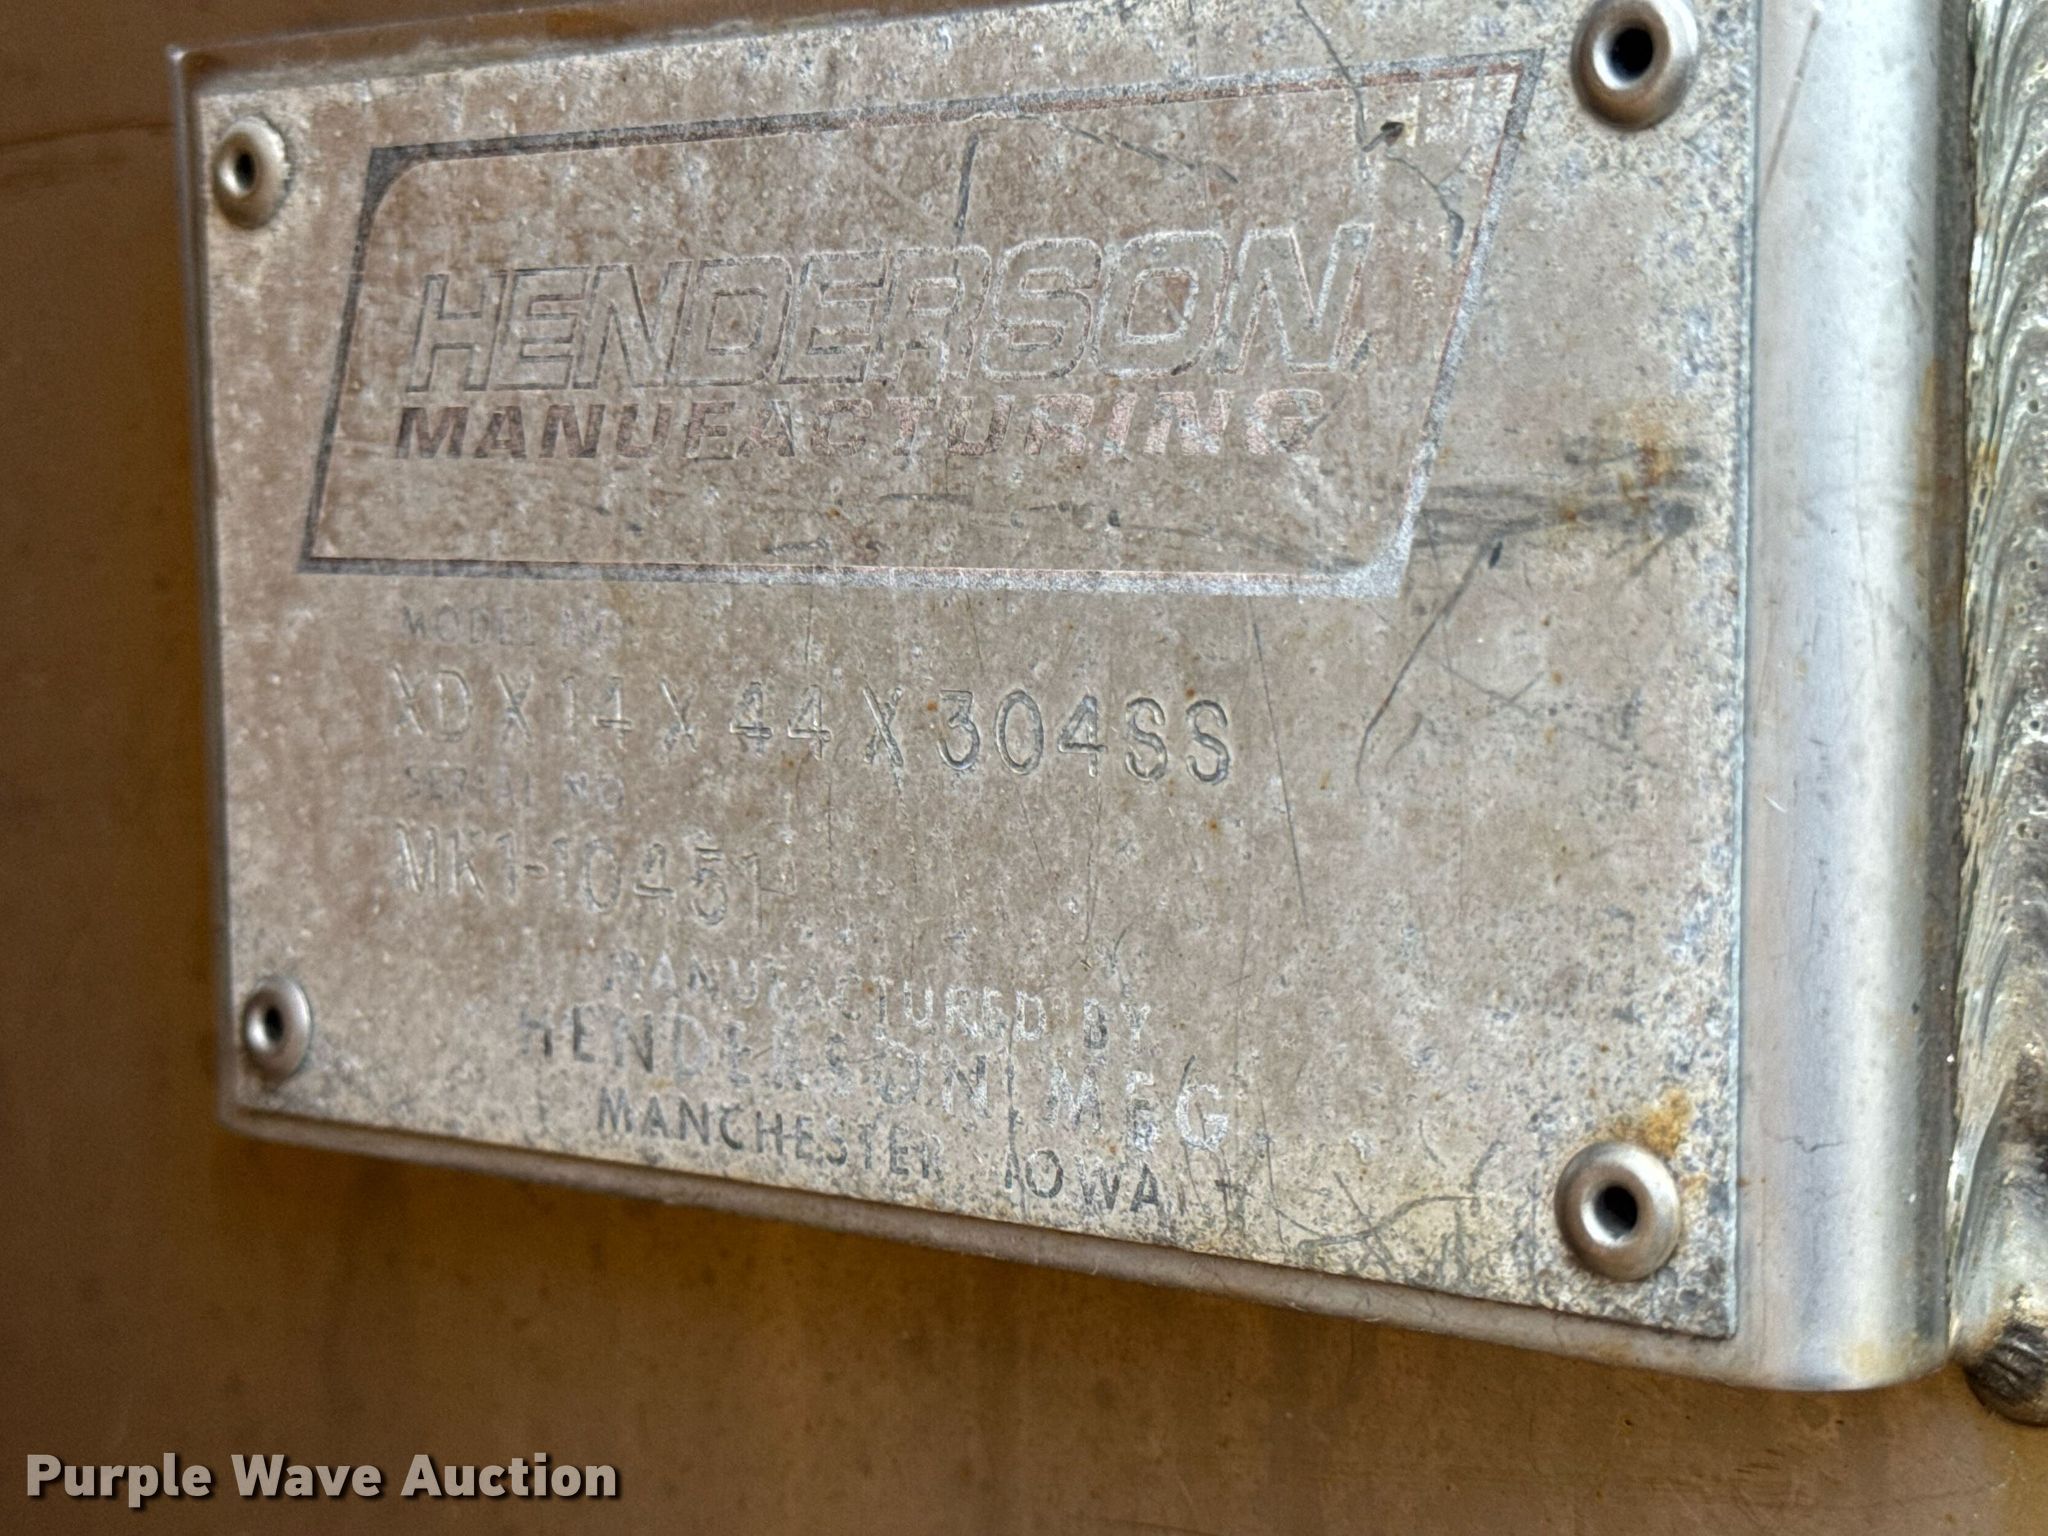 HENDERSON
MANUFACTURING
MODEL NO.
XD X 14 X 44 X 304SS
SERIAL NO.
MK1-10451
MANUFACTURED BY
HENDERSON MFG.
MANCHESTER, IOWA
Purple Wave Auction